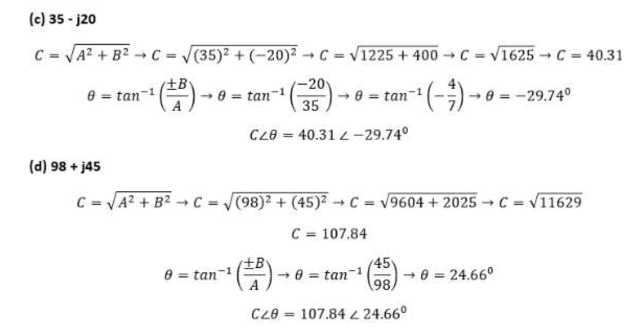 (c) 35 - j20
C = √(A² + B²) → C = √((35)² + (−20)²) → C = √(1225 + 400) → C = √1625 → C = 40.31
θ = tan⁻¹(±B/A) → θ = tan⁻¹(−20/35) → θ = tan⁻¹(−4/7) → θ = −29.74⁰
C∠θ = 40.31 ∠ −29.74⁰
(d) 98 + j45
C = √(A² + B²) → C = √((98)² + (45)²) → C = √(9604 + 2025) → C = √11629
C = 107.84
θ = tan⁻¹(±B/A) → θ = tan⁻¹(45/98) → θ = 24.66⁰
C∠θ = 107.84 ∠ 24.66⁰